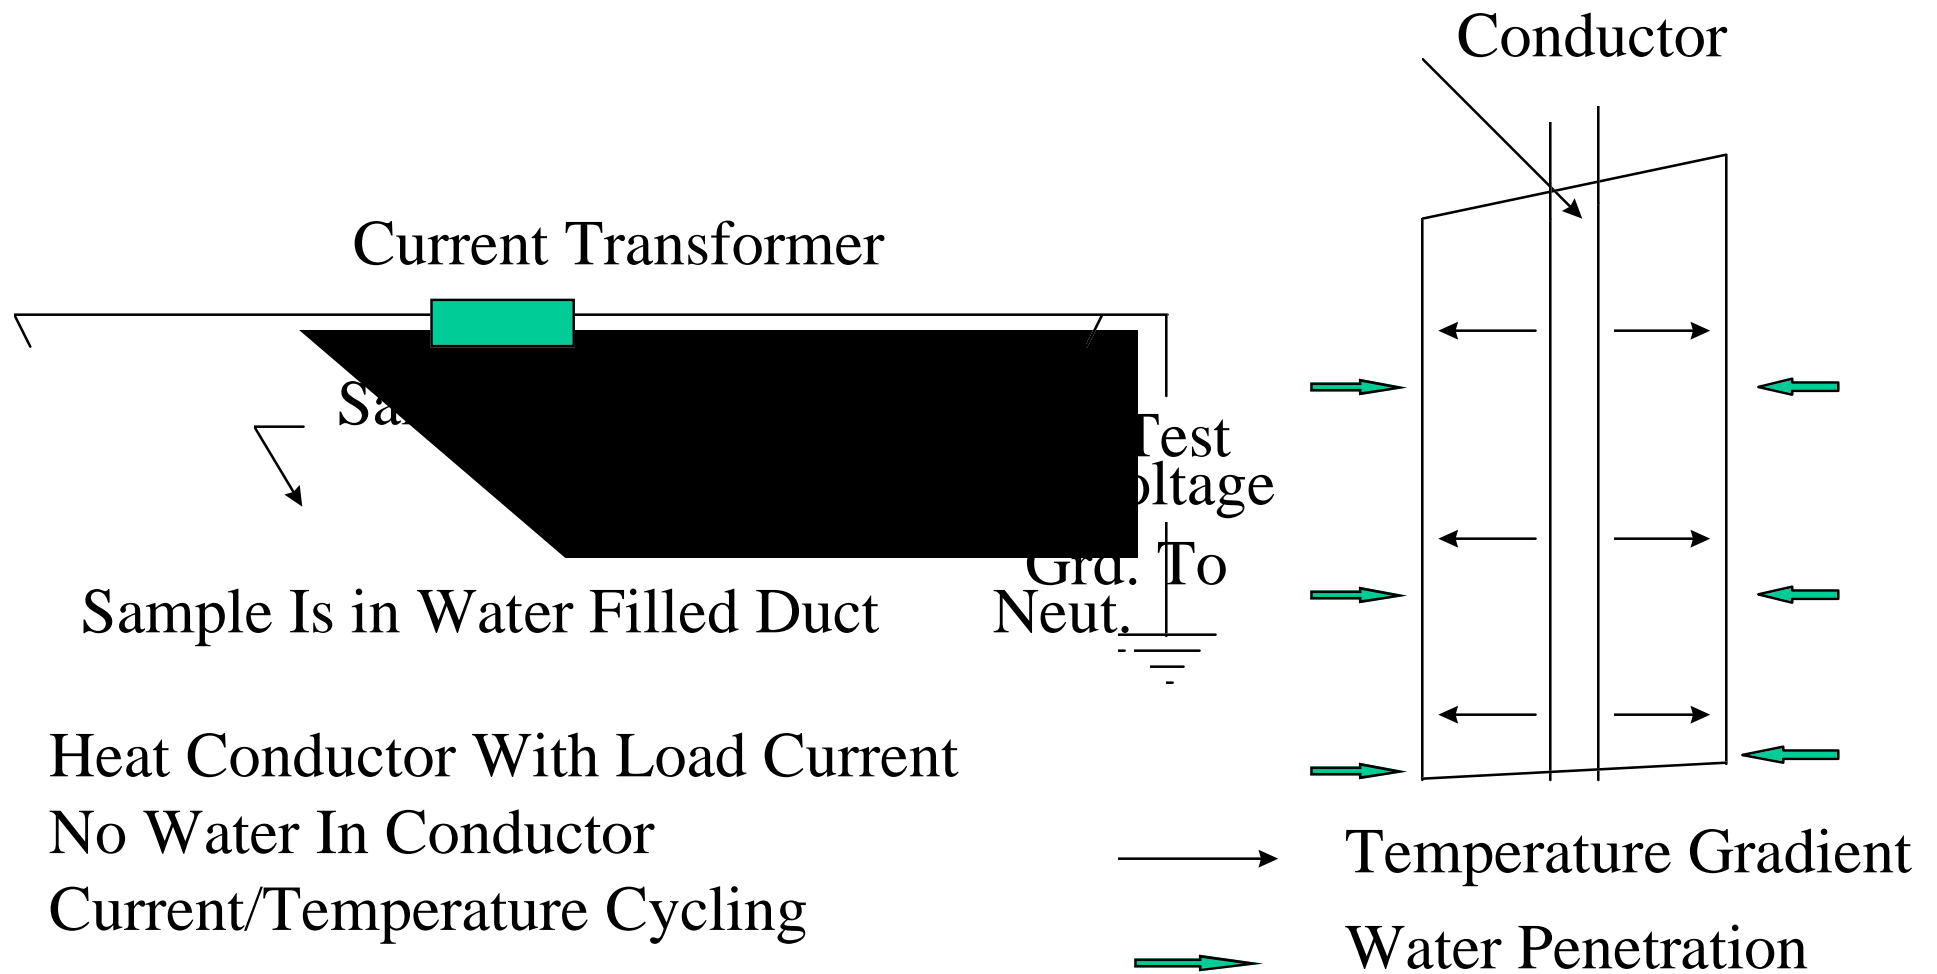 Conductor
Current Transformer
Test
Grd. To
Neut.
Sample Is in Water Filled Duct
Heat Conductor With Load Current
No Water In Conductor
Current/Temperature Cycling
Temperature Gradient
Water Penetration